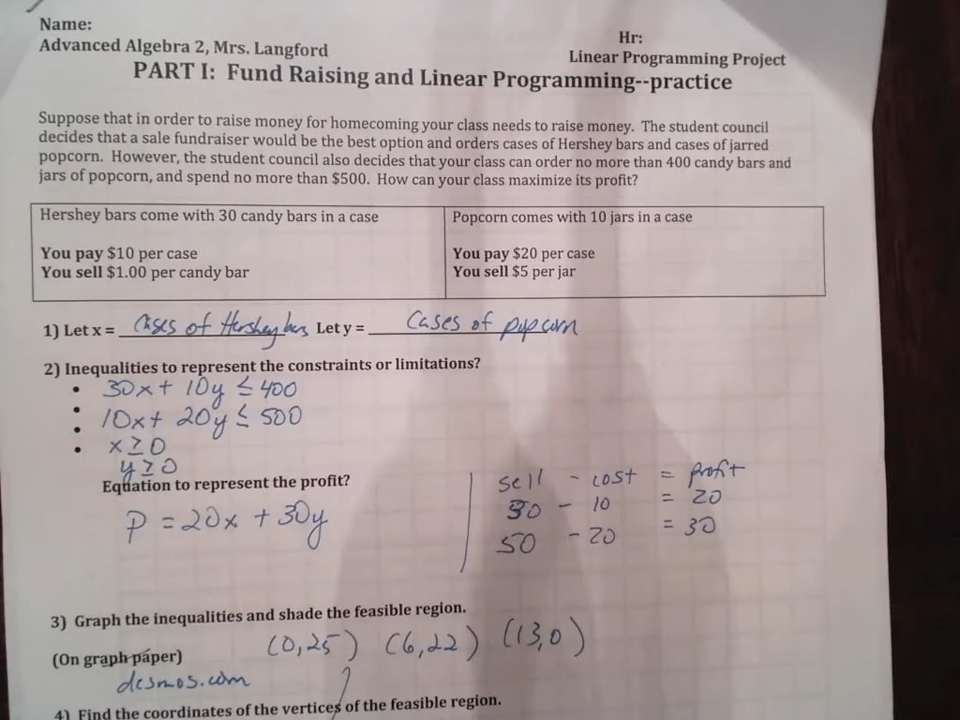 Name:
Hr:
Advanced Algebra 2, Mrs. Langford
Linear Programming Project
PART I: Fund Raising and Linear Programming--practice
Suppose that in order to raise money for homecoming your class needs to raise money. The student council
decides that a sale fundraiser would be the best option and orders cases of Hershey bars and cases of jarred
popcorn. However, the student council also decides that your class can order no more than 400 candy bars and
jars of popcorn, and spend no more than $500. How can your class maximize its profit?
Hershey bars come with 30 candy bars in a case
You pay $10 per case
You sell $1.00 per candy bar
Popcorn comes with 10 jars in a case
You pay $20 per case
You sell $5 per jar
1) Let x = Cases of Hershey bars Let y = Cases of popcorn
2) Inequalities to represent the constraints or limitations?
• 30x + 10y ≤ 400
• 10x + 20y ≤ 500
• x ≥ 0
• y ≥ 0
Equation to represent the profit?
P = 20x + 30y
sell - cost = profit
30 - 10 = 20
50 - 20 = 30
3) Graph the inequalities and shade the feasible region.
(On graph paper)
(0,25) (6,22) (13,0)
desmos.com
4) Find the coordinates of the vertices of the feasible region.